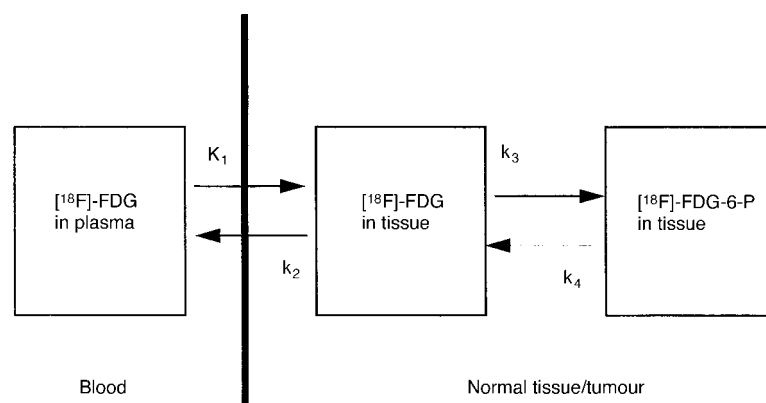 K₁
k₃
[¹⁸F]-FDG
in plasma
[¹⁸F]-FDG
in tissue
[¹⁸F]-FDG-6-P
in tissue
k₂
k₄
Blood
Normal tissue/tumour